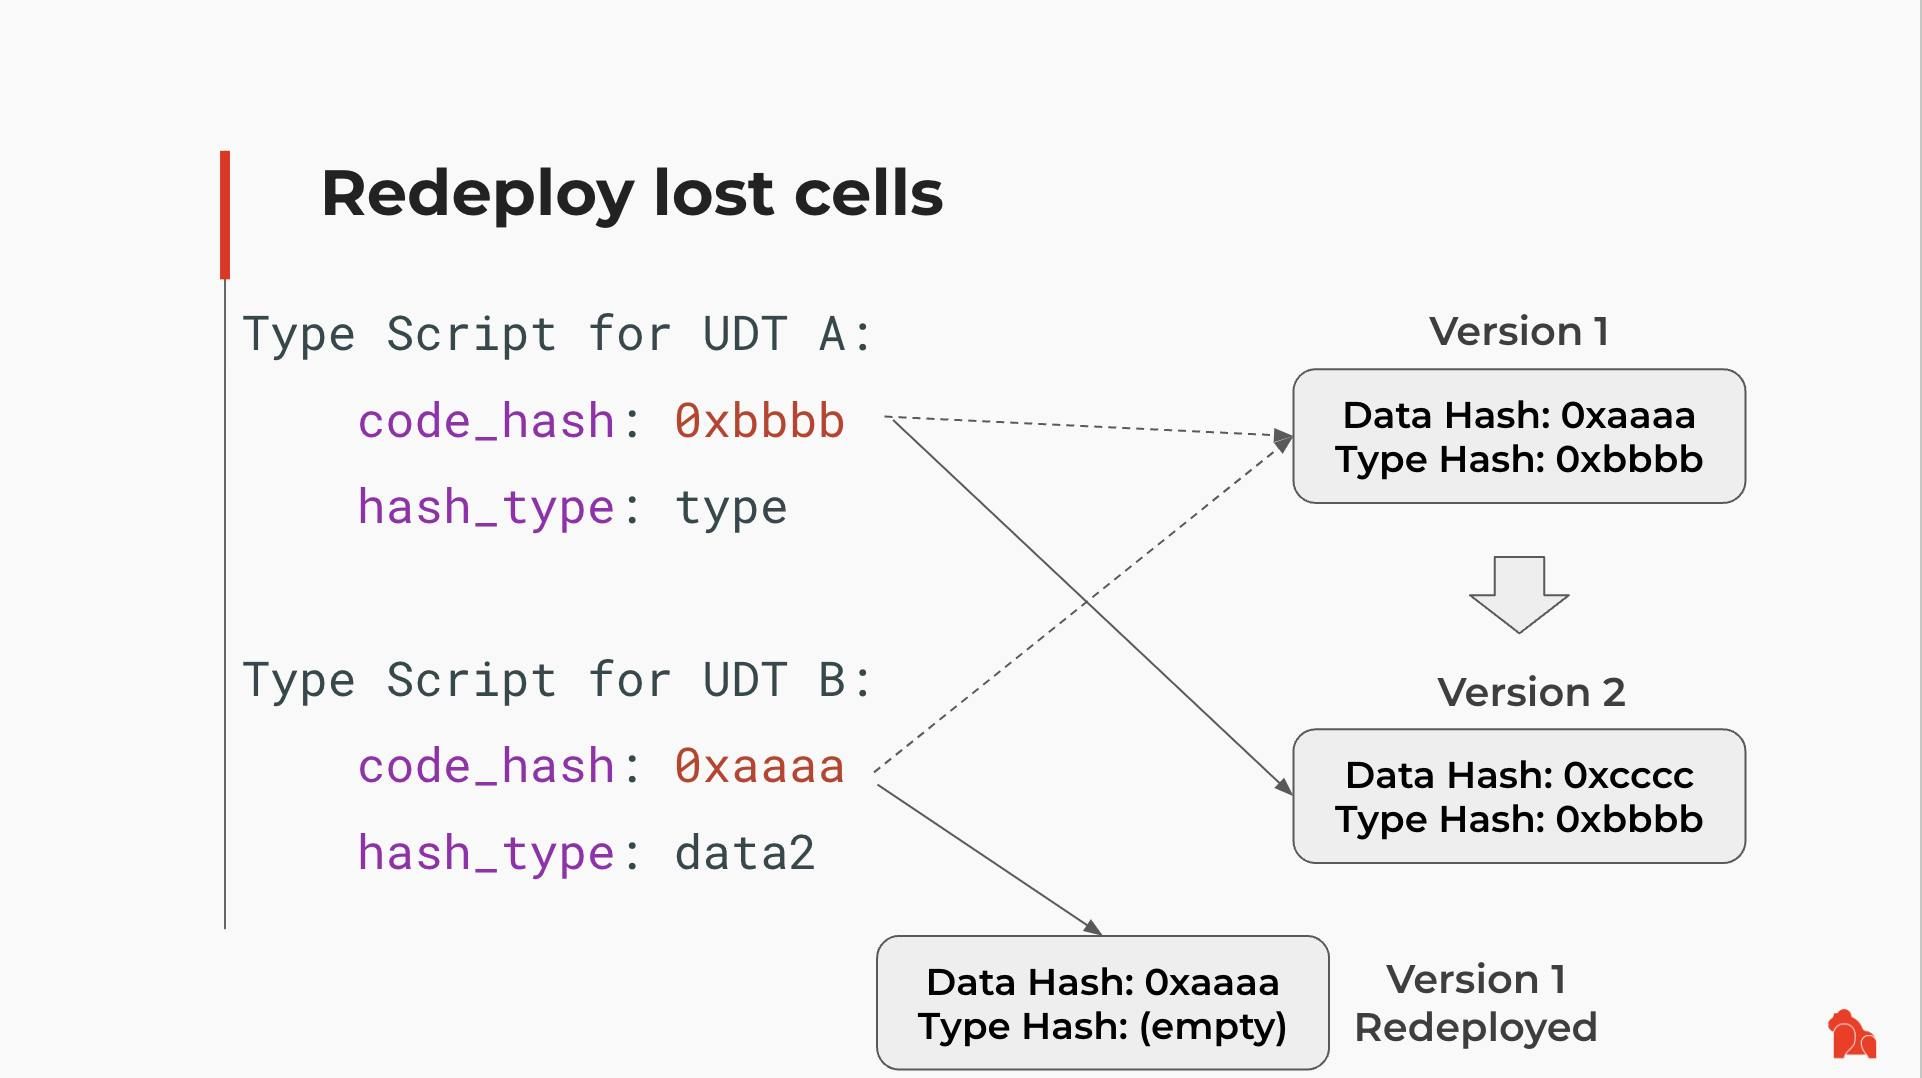 Redeploy lost cells
Type Script for UDT A:
code_hash: 0xbbbb
hash_type: type
Type Script for UDT B:
code_hash: 0xaaaa
hash_type: data2
Version 1
Data Hash: 0xaaaa
Type Hash: 0xbbbb
Version 2
Data Hash: 0xcccc
Type Hash: 0xbbbb
Data Hash: 0xaaaa
Type Hash: (empty)
Version 1
Redeployed